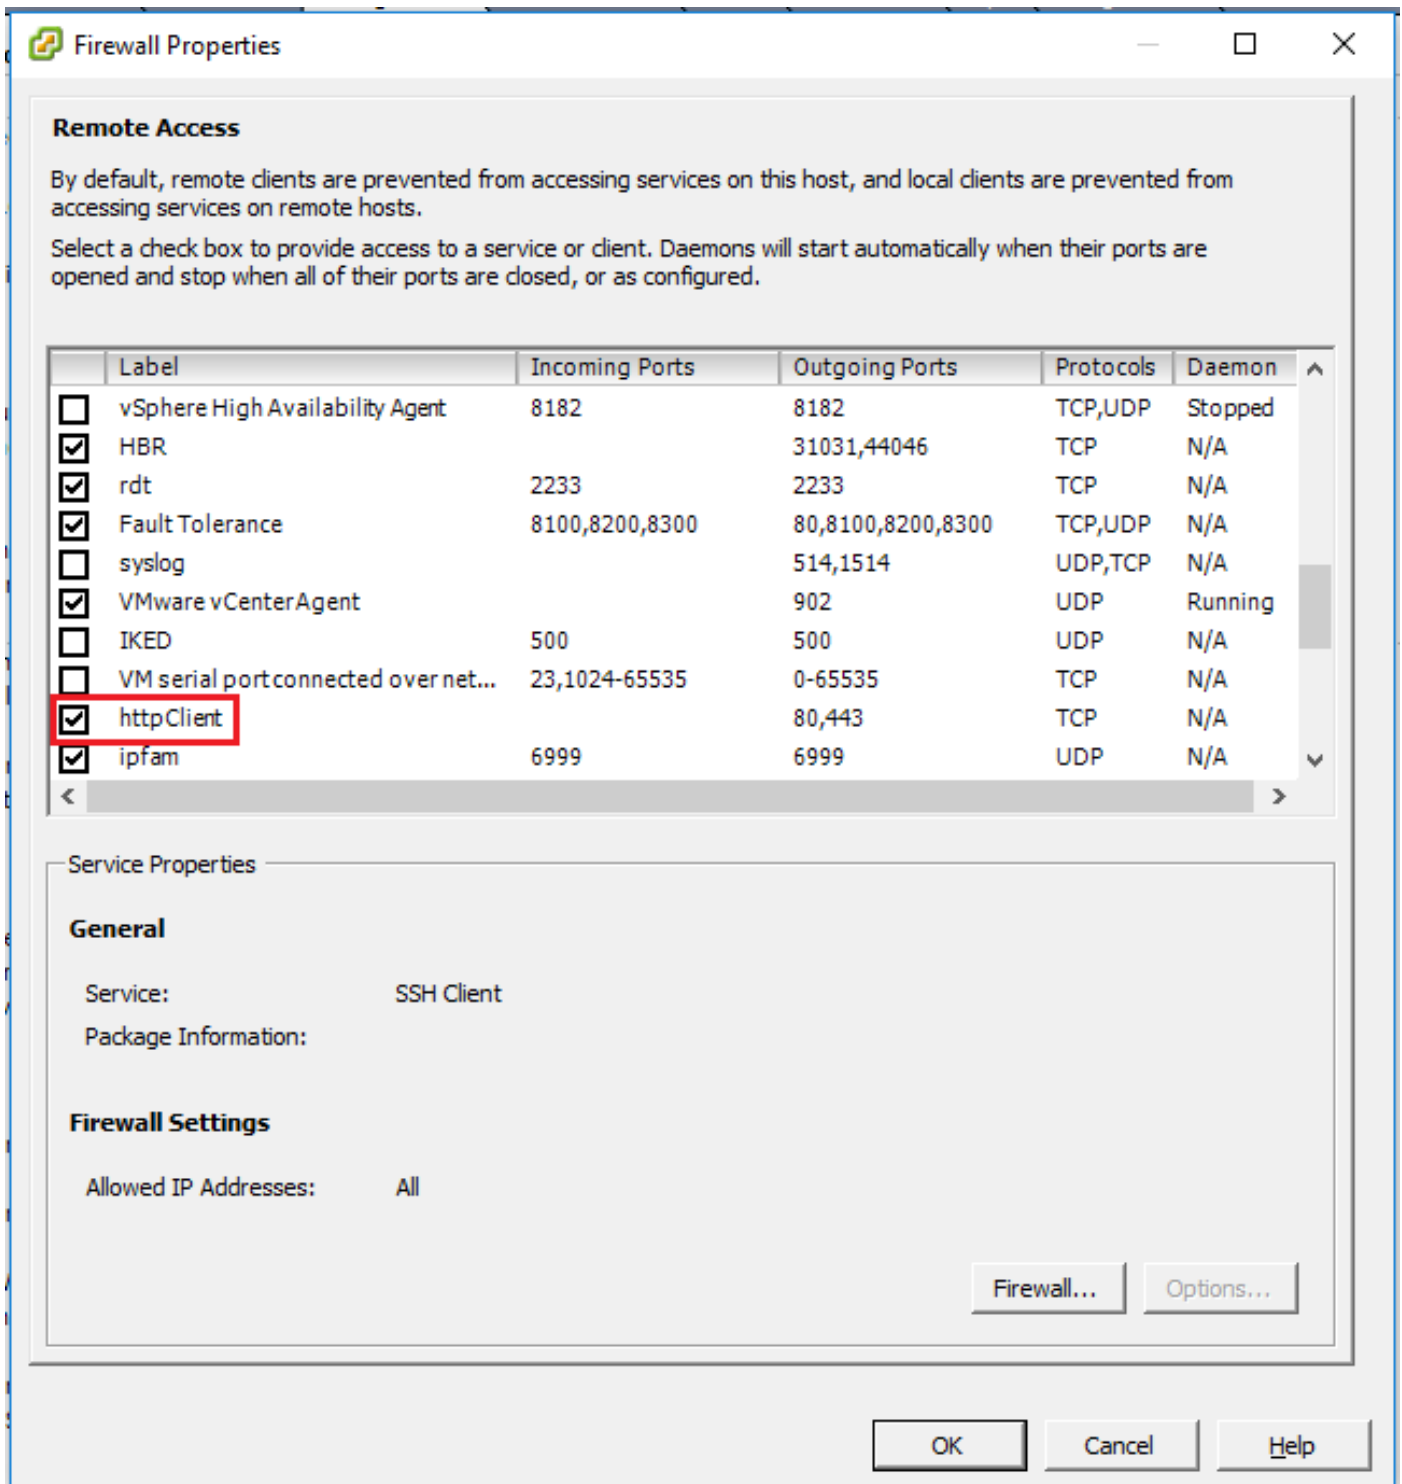 Firewall Properties
Remote Access
By default, remote clients are prevented from accessing services on this host, and local clients are prevented from
accessing services on remote hosts.
Select a check box to provide access to a service or client. Daemons will start automatically when their ports are
opened and stop when all of their ports are closed, or as configured.
Label Incoming Ports Outgoing Ports Protocols Daemon
vSphere High Availability Agent 8182 8182 TCP,UDP Stopped
HBR 31031,44046 TCP N/A
rdt 2233 2233 TCP N/A
Fault Tolerance 8100,8200,8300 80,8100,8200,8300 TCP,UDP N/A
syslog 514,1514 UDP,TCP N/A
VMware vCenterAgent 902 UDP Running
IKED 500 500 UDP N/A
VM serial port connected over net... 23,1024-65535 0-65535 TCP N/A
httpClient 80,443 TCP N/A
ipfam 6999 6999 UDP N/A
Service Properties
General
Service: SSH Client
Package Information:
Firewall Settings
Allowed IP Addresses: All
Firewall... Options...
OK Cancel Help